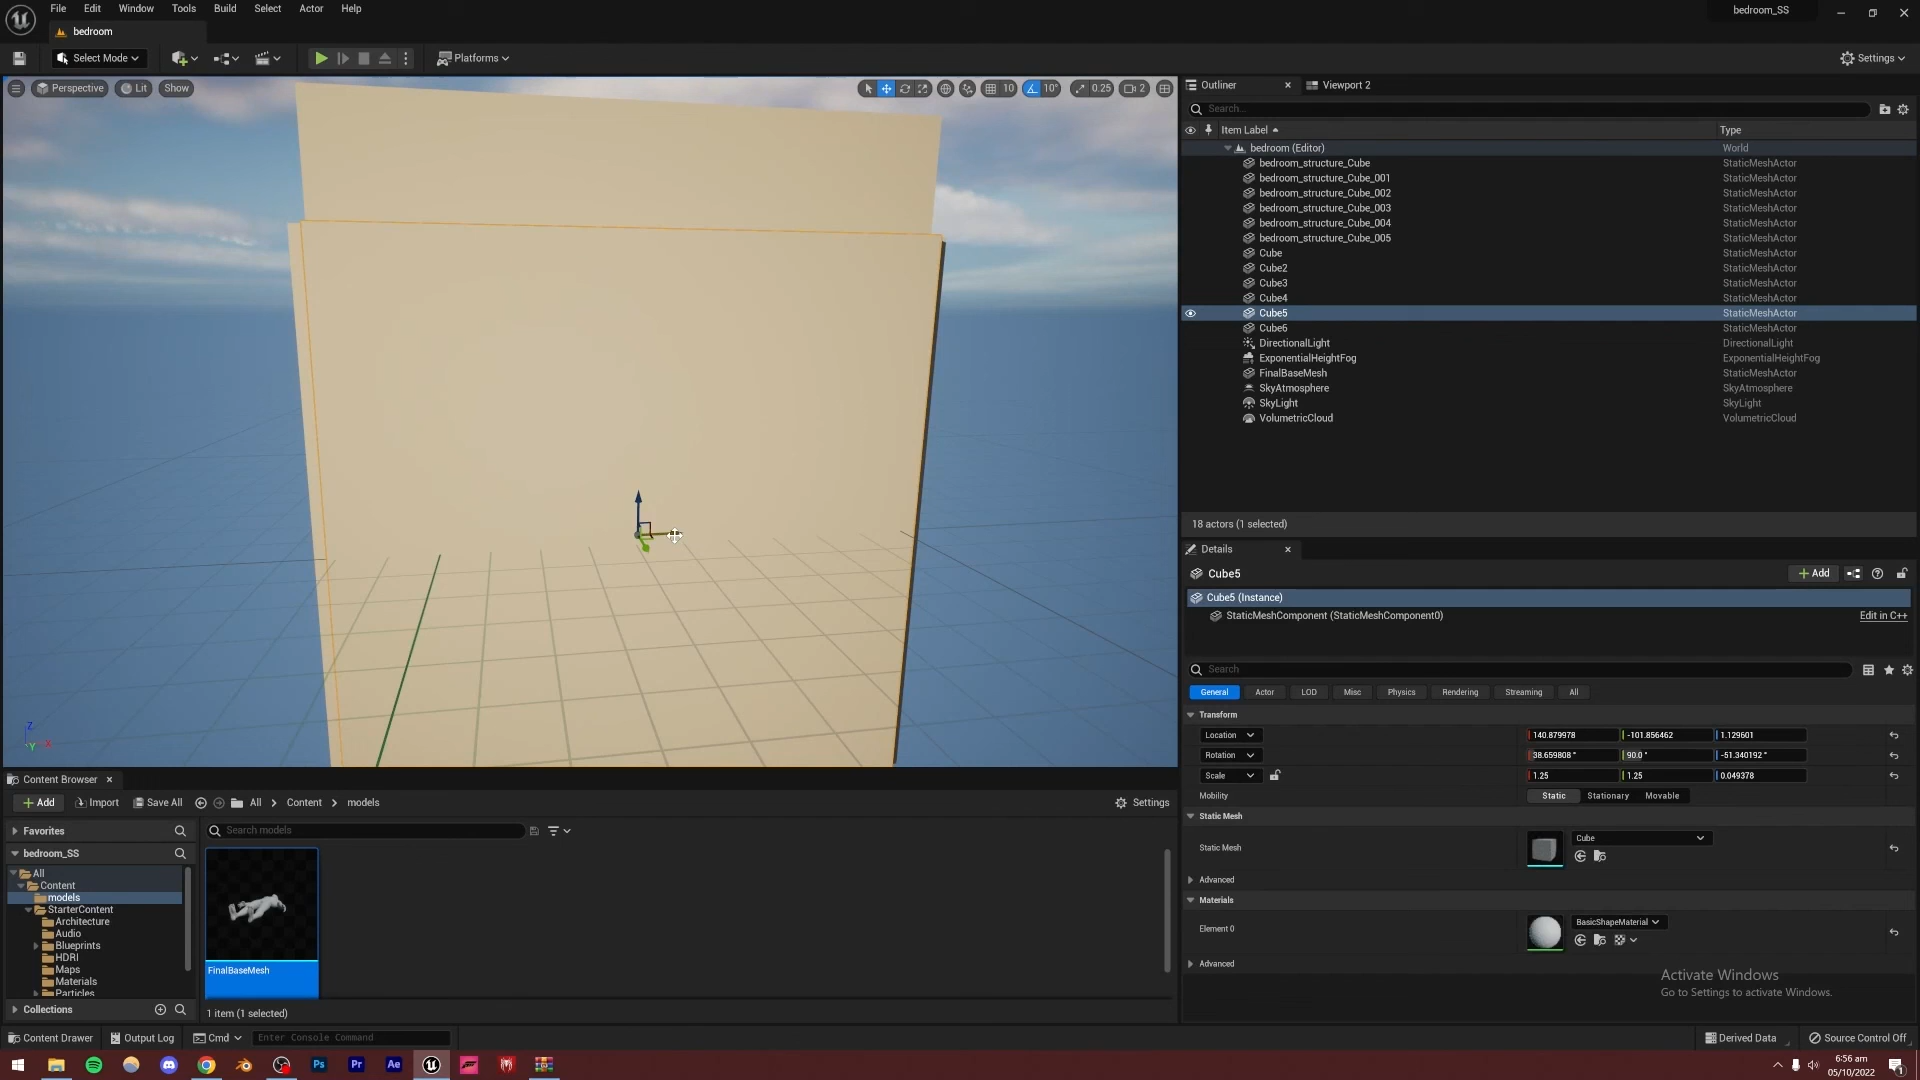 File Edit Window Tools Build Select Actor Help
bedroom_SS
bedroom
Select Mode
Platforms
Settings
Perspective Lit Show
10 10° 0.25 2
Outliner Viewport 2
Search...
Item Label Type
bedroom (Editor) World
bedroom_structure_Cube StaticMeshActor
bedroom_structure_Cube_001 StaticMeshActor
bedroom_structure_Cube_002 StaticMeshActor
bedroom_structure_Cube_003 StaticMeshActor
bedroom_structure_Cube_004 StaticMeshActor
bedroom_structure_Cube_005 StaticMeshActor
Cube StaticMeshActor
Cube2 StaticMeshActor
Cube3 StaticMeshActor
Cube4 StaticMeshActor
Cube5 StaticMeshActor
Cube6 StaticMeshActor
DirectionalLight DirectionalLight
ExponentialHeightFog ExponentialHeightFog
FinalBaseMesh StaticMeshActor
SkyAtmosphere SkyAtmosphere
SkyLight SkyLight
VolumetricCloud VolumetricCloud
18 actors (1 selected)
Details
Cube5
Add
Cube5 (Instance)
StaticMeshComponent (StaticMeshComponent0) Edit in C++
Search
General Actor LOD Misc Physics Rendering Streaming All
Transform
Location 140.879978 -101.856462 1.129601
Rotation 38.659808 ° 90.0 ° -51.340192 °
Scale 1.25 1.25 0.049378
Mobility Static Stationary Movable
Static Mesh
Static Mesh Cube
Advanced
Materials
Element 0 BasicShapeMaterial
Advanced
Activate Windows
Go to Settings to activate Windows.
Z
Y X
Content Browser
Add Import Save All All Content models Settings
Favorites Search models
bedroom_SS
All
Content
models
StarterContent
Architecture
Audio
Blueprints
HDRI
Maps
Materials
Particles
FinalBaseMesh
Collections 1 item (1 selected)
Content Drawer Output Log Cmd Enter Console Command Derived Data Source Control Off
Ps Pr Ae
6:56 am
05/10/2022
1